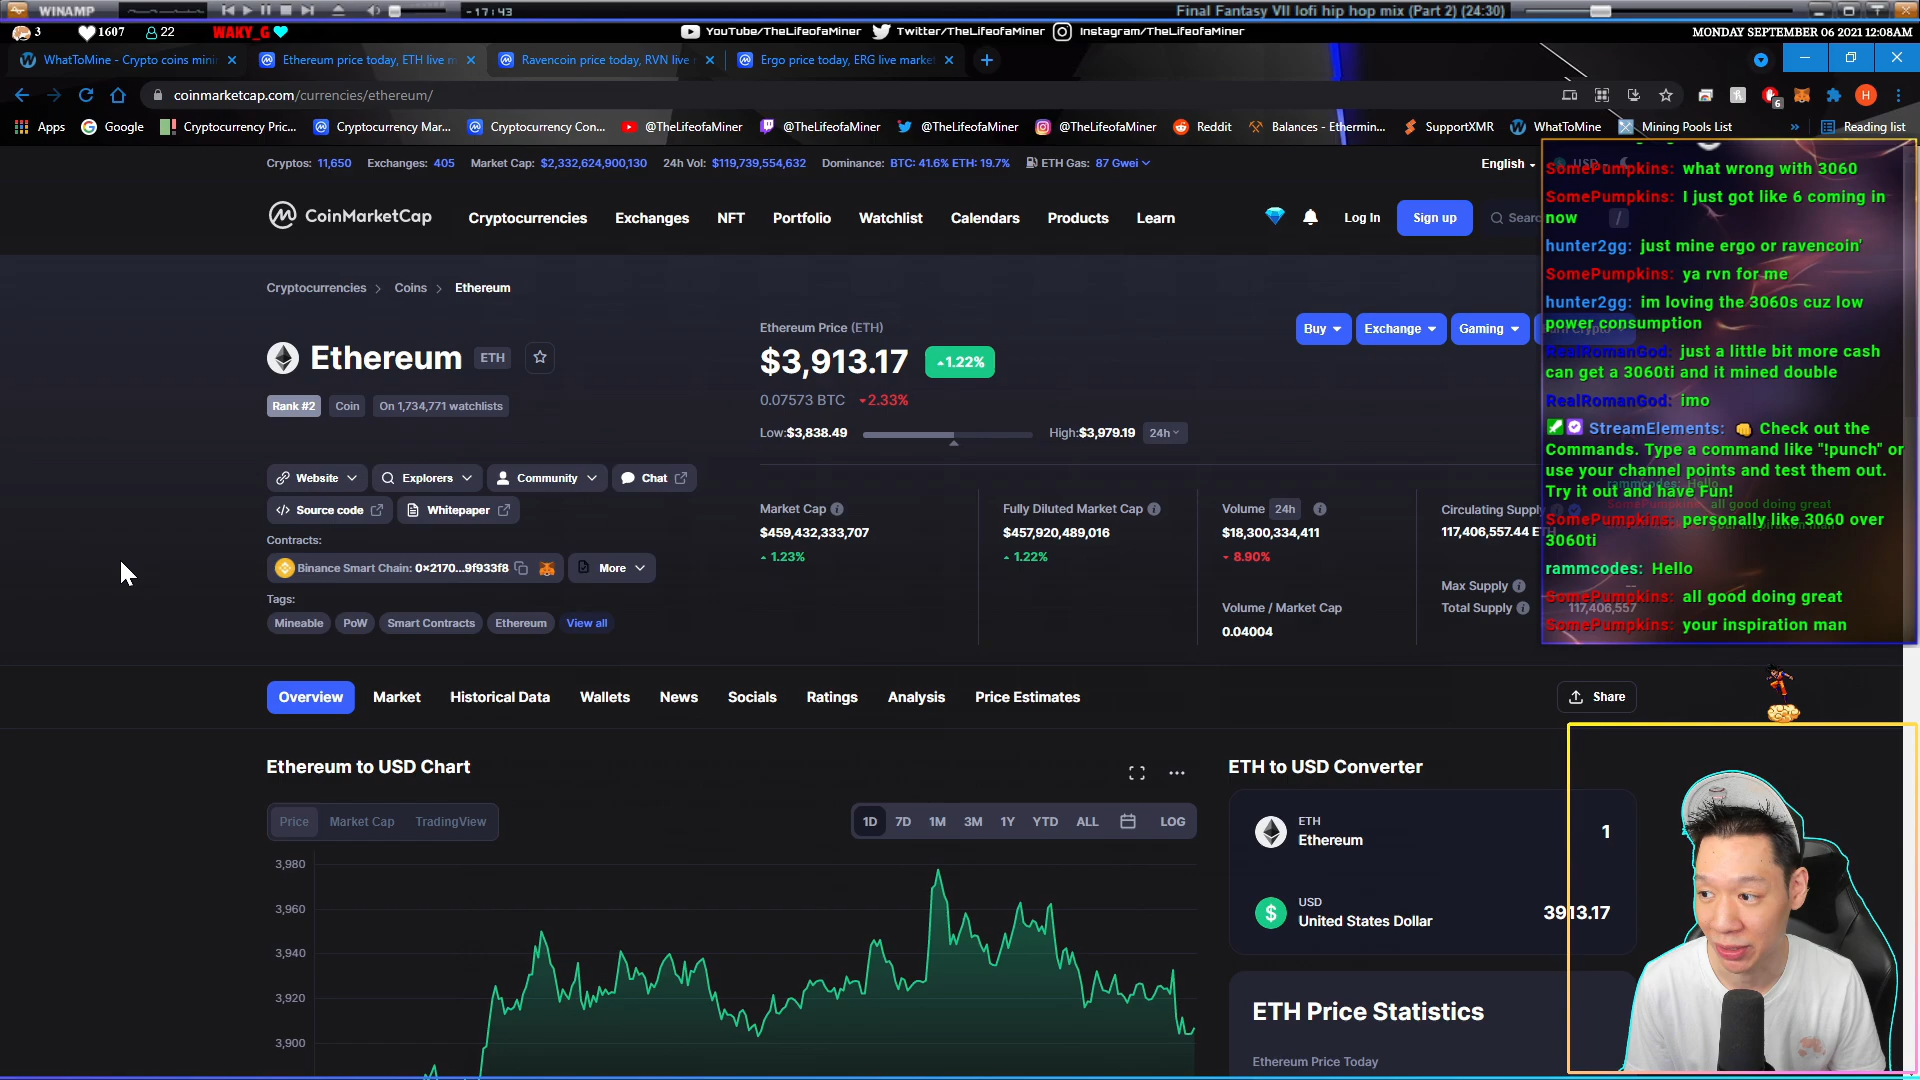 WINAMP
-17:43
Final Fantasy VII lofi hip hop mix (Part 2) (24:30)
3
1607
22
WAKY_G
YouTube/TheLifeofaMiner
Twitter/TheLifeofaMiner
Instagram/TheLifeofaMiner
MONDAY SEPTEMBER 06 2021 12:08AM
WhatToMine - Crypto coins mini
Ethereum price today, ETH live m
Ravencoin price today, RVN live
Ergo price today, ERG live market
coinmarketcap.com/currencies/ethereum/
6
H
Apps
Google
Cryptocurrency Pric...
Cryptocurrency Mar...
Cryptocurrency Con...
@TheLifeofaMiner
@TheLifeofaMiner
@TheLifeofaMiner
@TheLifeofaMiner
Reddit
Balances - Ethermin...
SupportXMR
WhatToMine
Mining Pools List
»
Reading list
Cryptos: 11,650
Exchanges: 405
Market Cap: $2,332,624,900,130
24h Vol: $119,739,554,632
Dominance: BTC: 41.6% ETH: 19.7%
ETH Gas: 87 Gwei
English
USD
CoinMarketCap
Cryptocurrencies
Exchanges
NFT
Portfolio
Watchlist
Calendars
Products
Learn
Log In
Sign up
Searc
/
SomePumpkins: what wrong with 3060
SomePumpkins: I just got like 6 coming in
now
hunter2gg: just mine ergo or ravencoin'
SomePumpkins: ya rvn for me
hunter2gg: im loving the 3060s cuz low
power consumption
RealRomanGod: just a little bit more cash
can get a 3060ti and it mined double
RealRomanGod: imo
StreamElements: 👊 Check out the
Commands. Type a command like "!punch" or
use your channel points and test them out.
Try it out and have Fun!
SomePumpkins: personally like 3060 over
3060ti
rammcodes: Hello
SomePumpkins: all good doing great
SomePumpkins: your inspiration man
Cryptocurrencies
Coins
Ethereum
Ethereum
ETH
Rank #2
Coin
On 1,734,771 watchlists
Ethereum Price (ETH)
$3,913.17
1.22%
0.07573 BTC
2.33%
Low:$3,838.49
High:$3,979.19
24h
Buy
Exchange
Gaming
Website
Explorers
Community
Chat
Source code
Whitepaper
Contracts:
Binance Smart Chain: 0x2170...9f933f8
More
Tags:
Mineable
PoW
Smart Contracts
Ethereum
View all
Market Cap
$459,432,333,707
1.23%
Fully Diluted Market Cap
$457,920,489,016
1.22%
Volume 24h
$18,300,334,411
8.90%
Volume / Market Cap
0.04004
Circulating Supply
117,406,557.44 ETH
Max Supply
--
Total Supply
117,406,557
Overview
Market
Historical Data
Wallets
News
Socials
Ratings
Analysis
Price Estimates
Share
Ethereum to USD Chart
Price
Market Cap
TradingView
1D
7D
1M
3M
1Y
YTD
ALL
LOG
3,980
3,960
3,940
3,920
3,900
ETH to USD Converter
ETH
Ethereum
1
USD
United States Dollar
3913.17
ETH Price Statistics
Ethereum Price Today